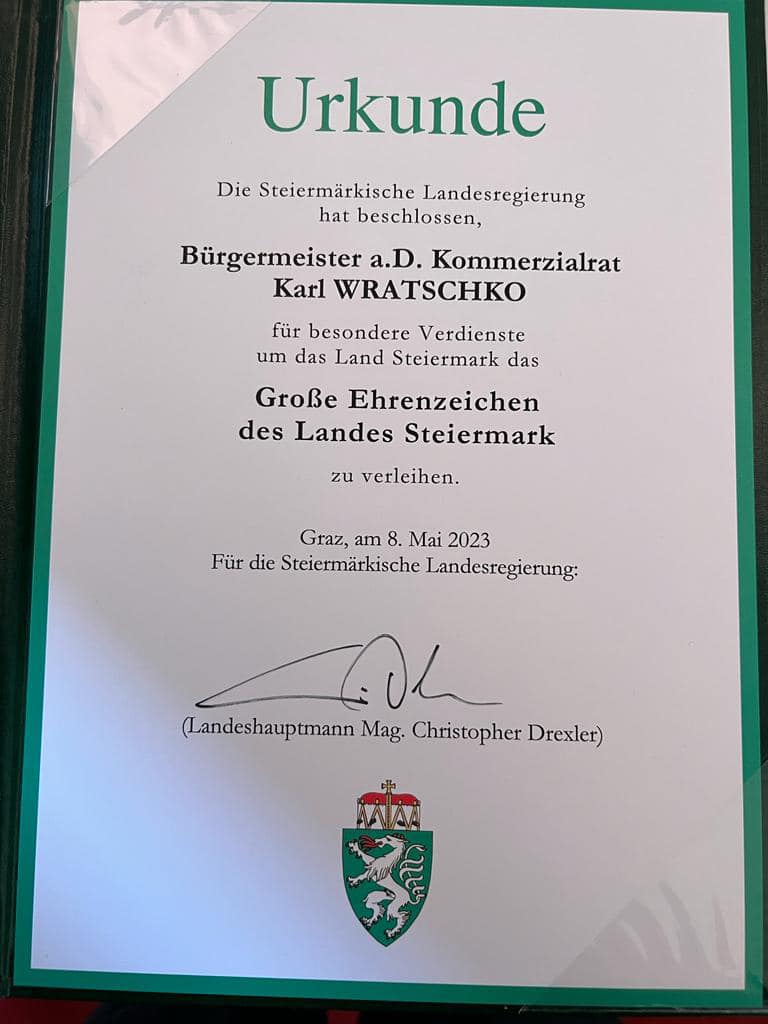 Urkunde
Die Steiermärkische Landesregierung
hat beschlossen,
Bürgermeister a.D. Kommerzialrat
Karl WRATSCHKO
für besondere Verdienste
um das Land Steiermark das
Große Ehrenzeichen
des Landes Steiermark
zu verleihen.
Graz, am 8. Mai 2023
Für die Steiermärkische Landesregierung:
(Landeshauptmann Mag. Christopher Drexler)